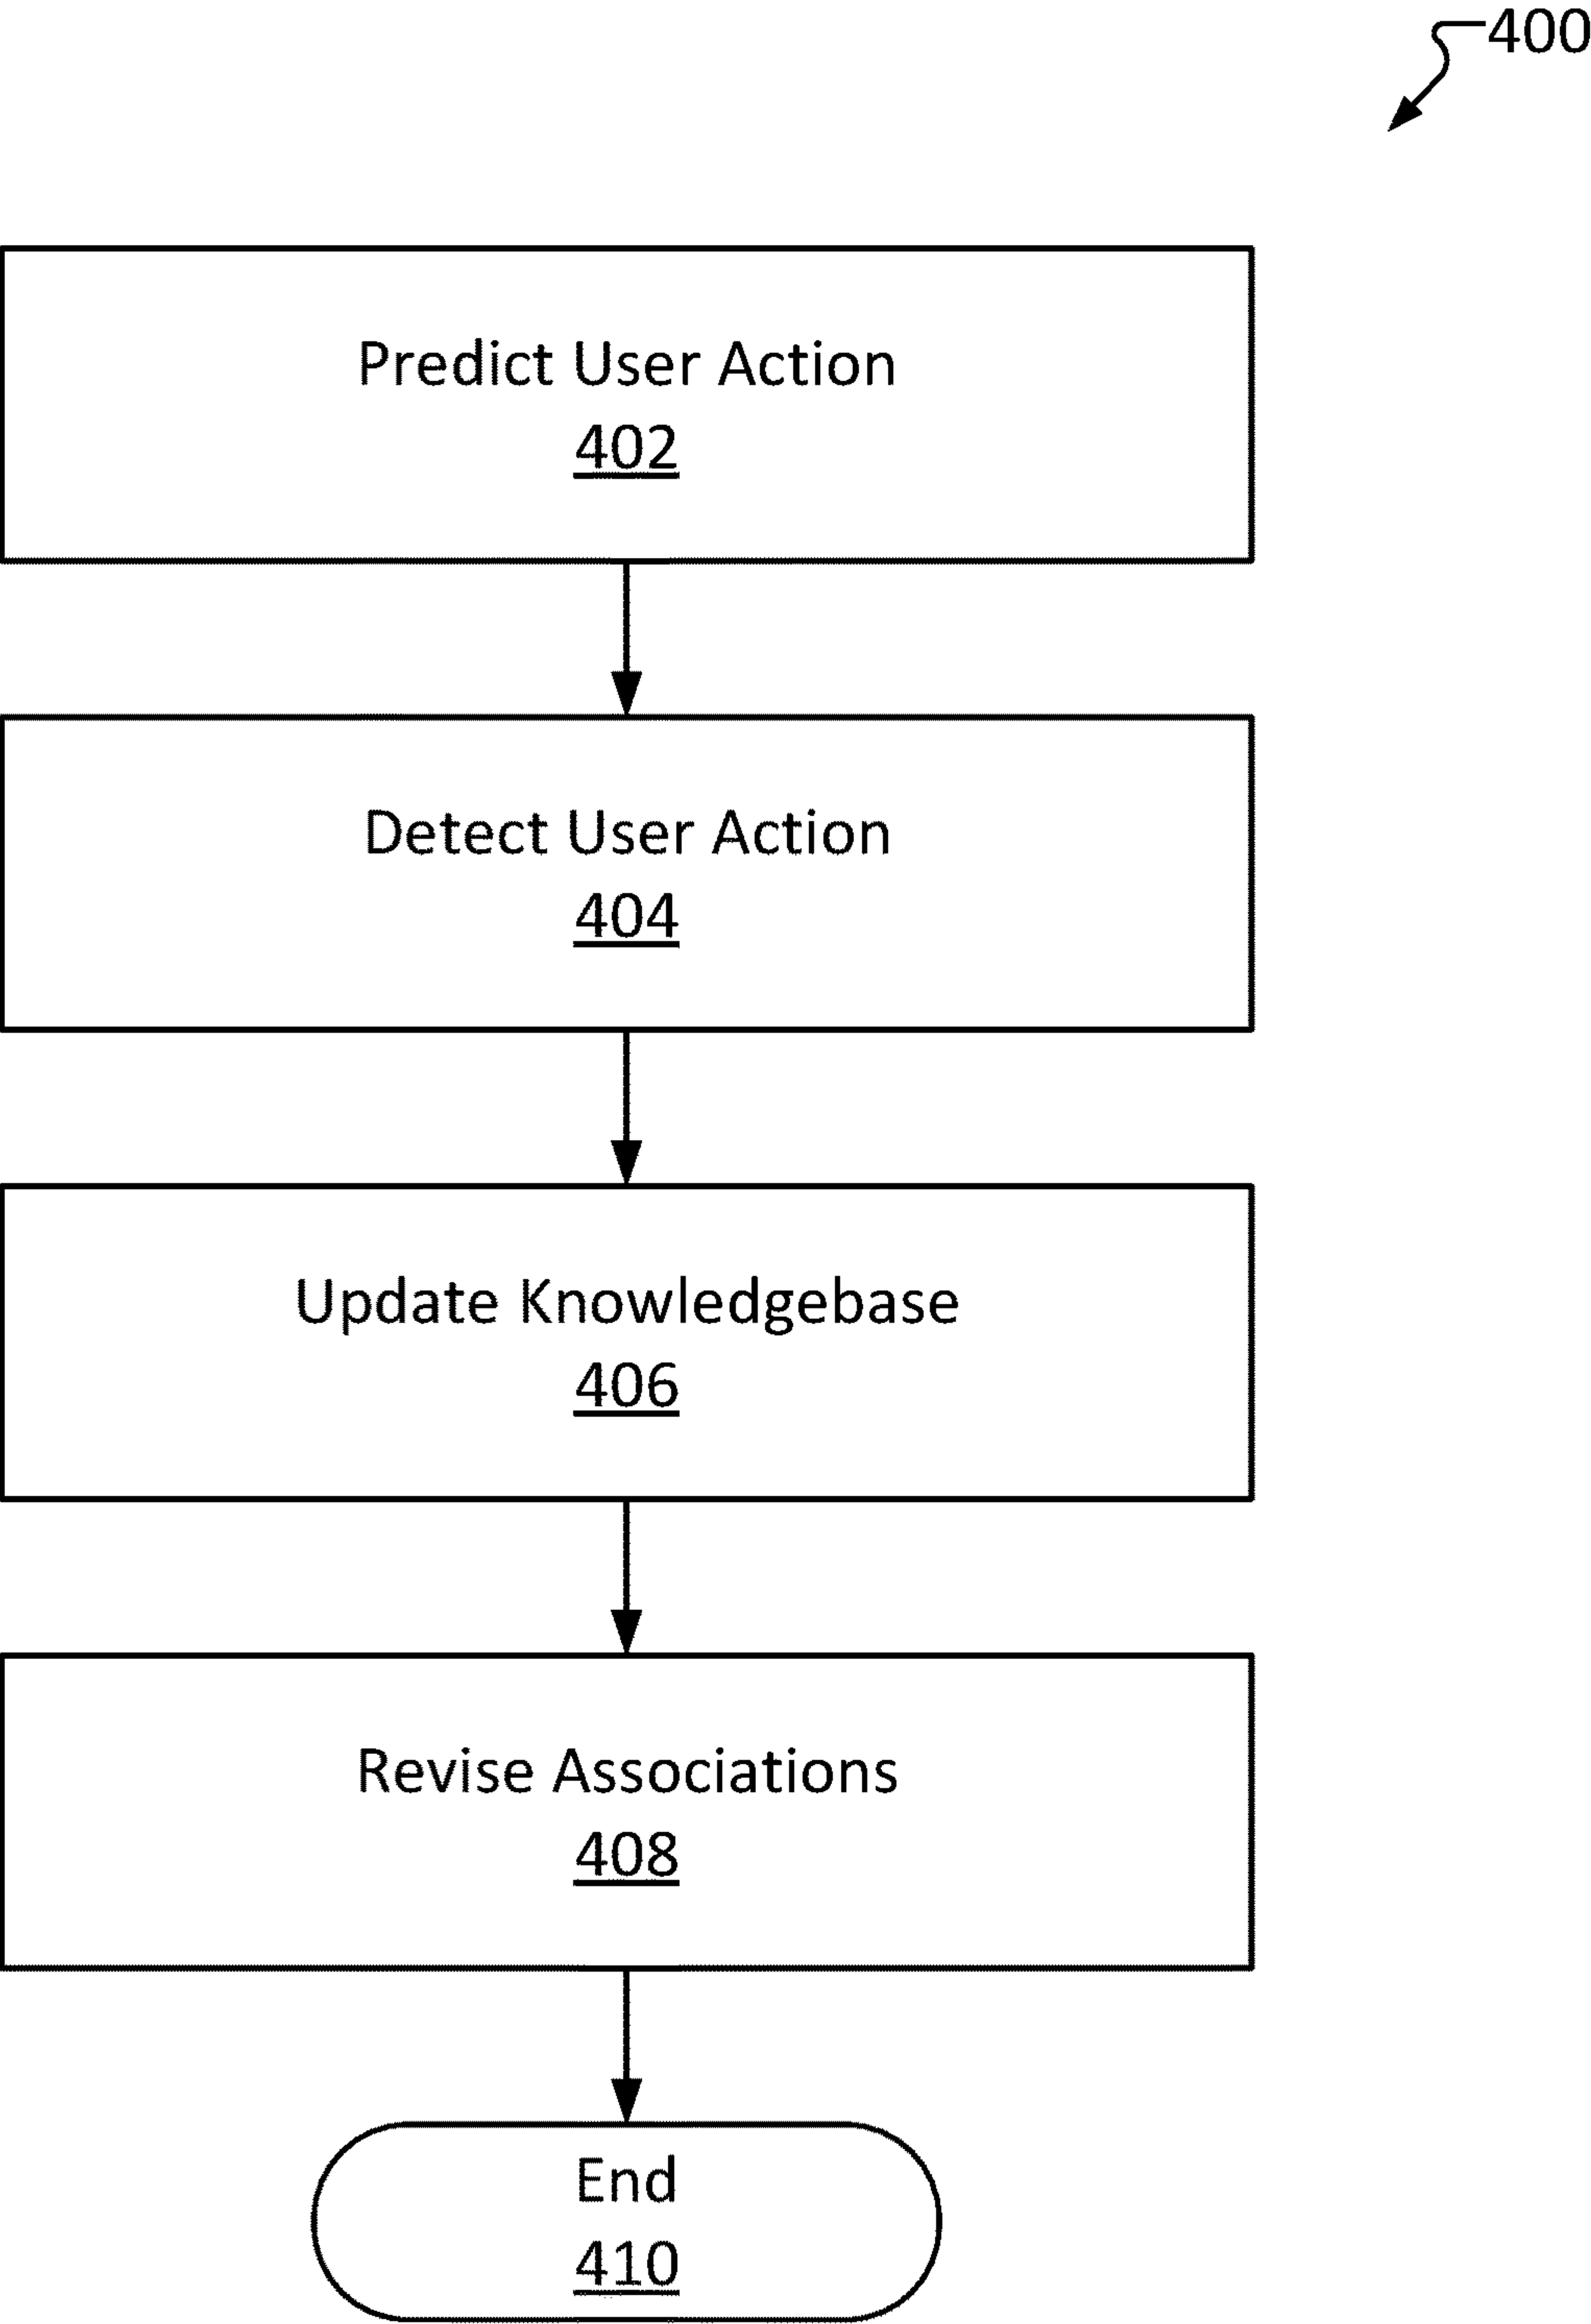 400
Predict User Action
402
Detect User Action
404
Update Knowledgebase
406
Revise Associations
408
End
410